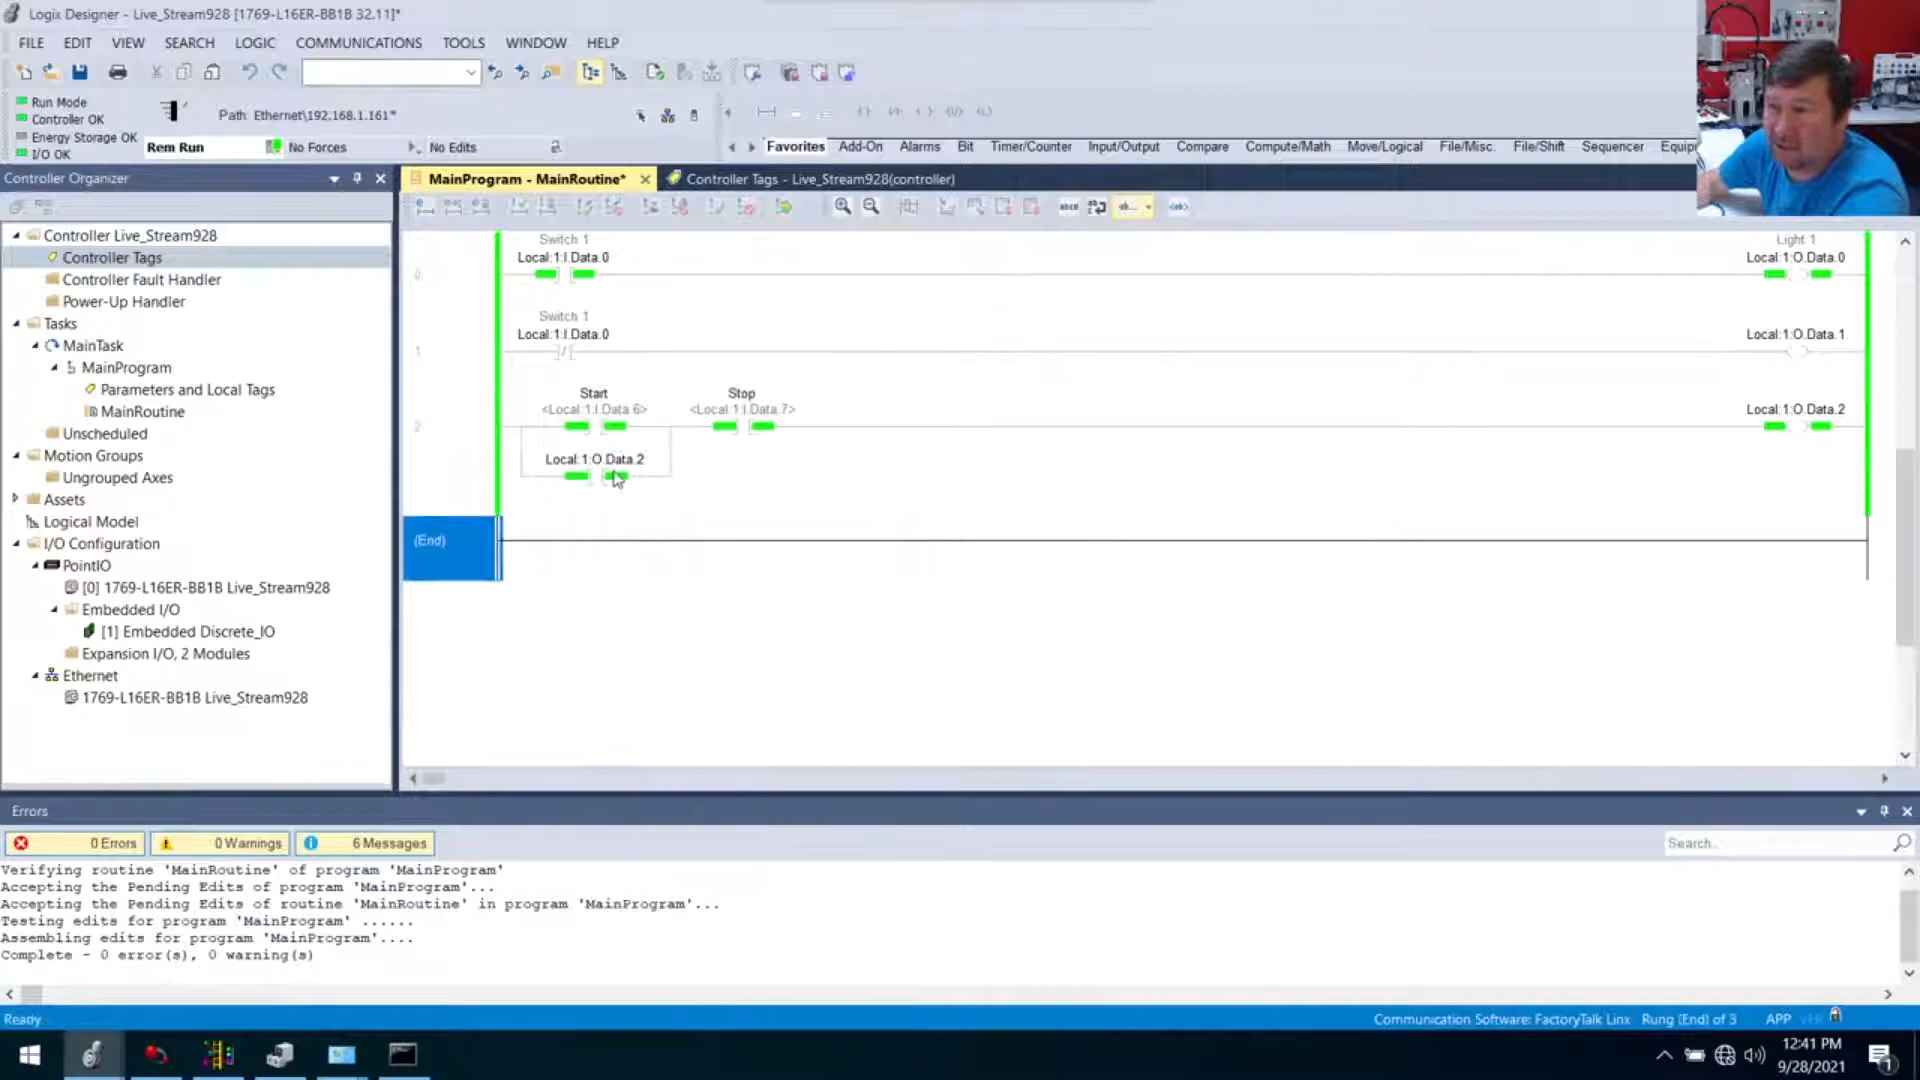 Logix Designer - Live_Stream928 [1769-L16ER-BB1B 32.11]*
FILE EDIT VIEW SEARCH LOGIC COMMUNICATIONS TOOLS WINDOW HELP
Run Mode
Controller OK
Energy Storage OK
I/O OK
Path: Ethernet\192.168.1.161*
Rem Run No Forces No Edits
Favorites Add-On Alarms Bit Timer/Counter Input/Output Compare Compute/Math Move/Logical File/Misc. File/Shift Sequencer
Controller Organizer
MainProgram - MainRoutine* Controller Tags - Live_Stream928(controller)
Controller Live_Stream928
Controller Tags
Controller Fault Handler
Power-Up Handler
Tasks
MainTask
MainProgram
Parameters and Local Tags
MainRoutine
Unscheduled
Motion Groups
Ungrouped Axes
Assets
Logical Model
I/O Configuration
PointIO
[0] 1769-L16ER-BB1B Live_Stream928
Embedded I/O
[1] Embedded Discrete_IO
Expansion I/O, 2 Modules
Ethernet
1769-L16ER-BB1B Live_Stream928
Switch 1 Light 1
Local:1:I.Data.0 Local:1:O.Data.0
0
Switch 1
Local:1:I.Data.0 Local:1:O.Data.1
1
Start Stop
<Local:1:I.Data.6> <Local:1:I.Data.7> Local:1:O.Data.2
2
Local:1:O.Data.2
(End)
Errors
0 Errors 0 Warnings 6 Messages Search..
Verifying routine 'MainRoutine' of program 'MainProgram'
Accepting the Pending Edits of program 'MainProgram'...
Accepting the Pending Edits of routine 'MainRoutine' in program 'MainProgram'...
Testing edits for program 'MainProgram' ......
Assembling edits for program 'MainProgram'....
Complete - 0 error(s), 0 warning(s)
Ready Communication Software: FactoryTalk Linx Rung (End) of 3 APP VER
12:41 PM
9/28/2021
1